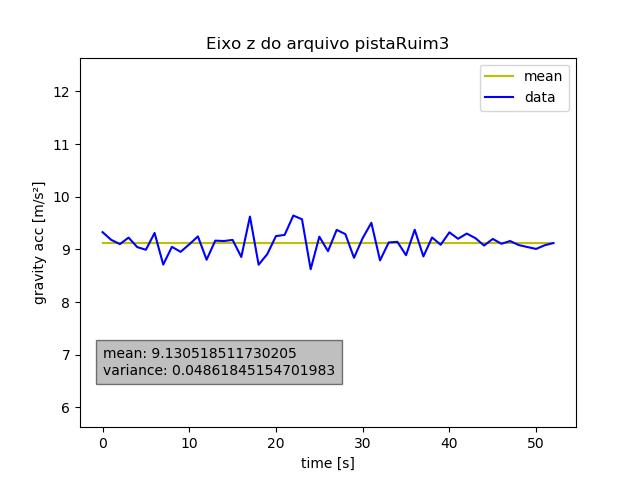 Eixo z do arquivo pistaRuim3
mean
data
12
11
10
9
8
7
6
gravity acc [m/s²]
mean: 9.130518511730205
variance: 0.04861845154701983
0 10 20 30 40 50
time [s]